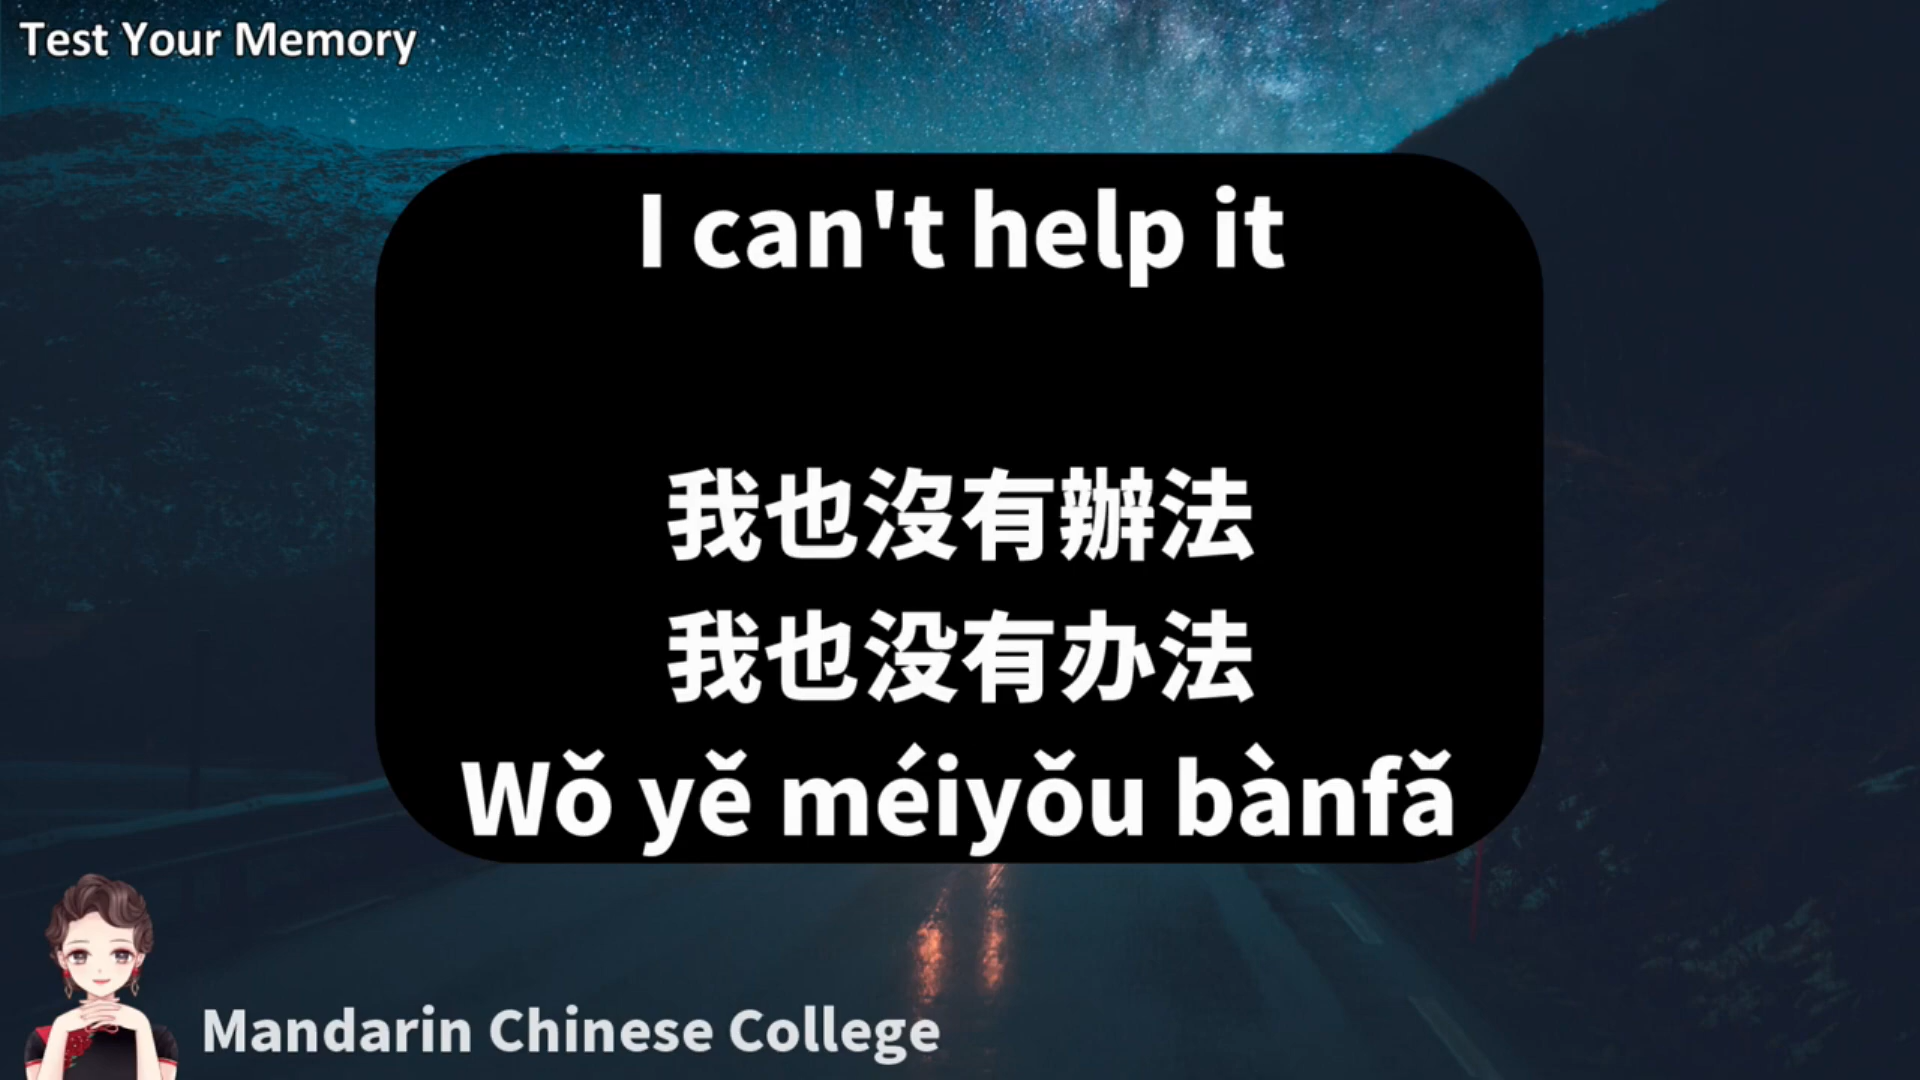 Test Your Memory
I can't help it
我也沒有辦法
我也没有办法
Wǒ yě méiyǒu bànfǎ
Mandarin Chinese College